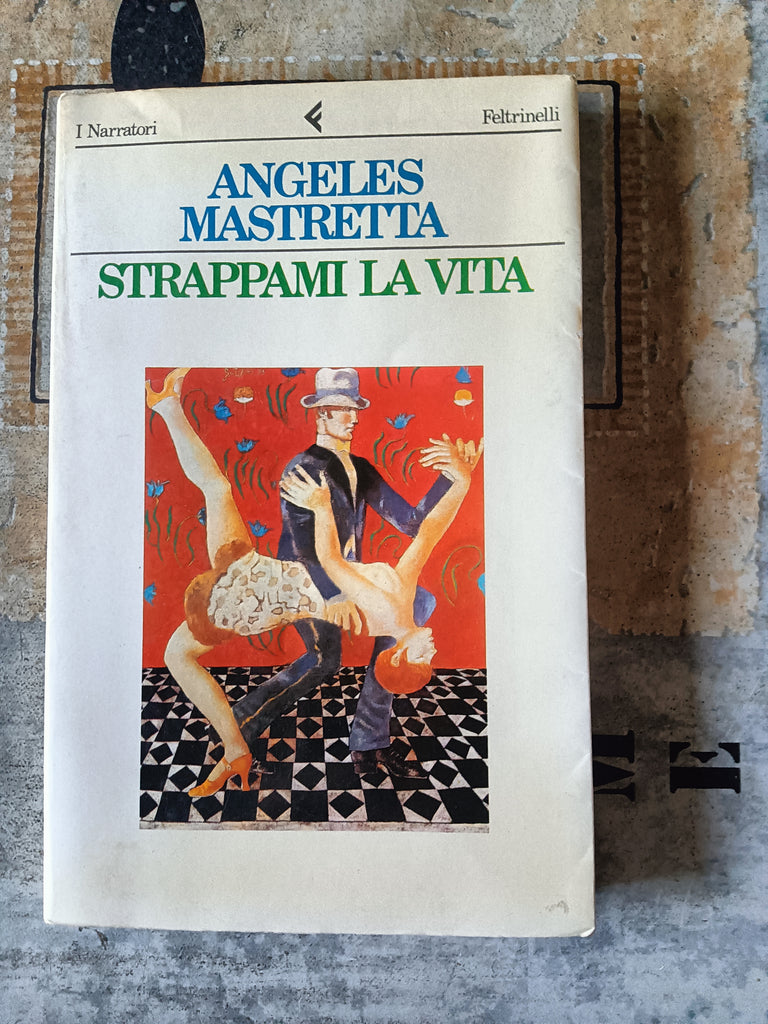 I Narratori
Feltrinelli
ANGELES
MASTRETTA
STRAPPAMI LA VITA
M
E